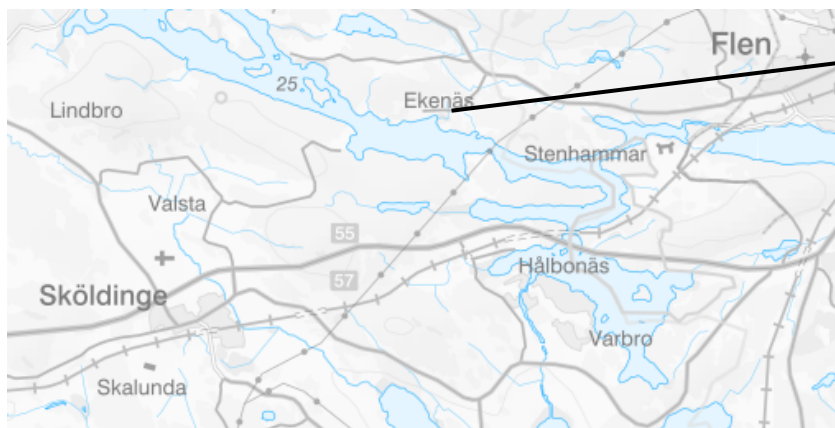 Flen
25
Ekenäs
Lindbro
Stenhammar
Valsta
55
Hålbonäs
57
Sköldinge
Varbro
Skalunda